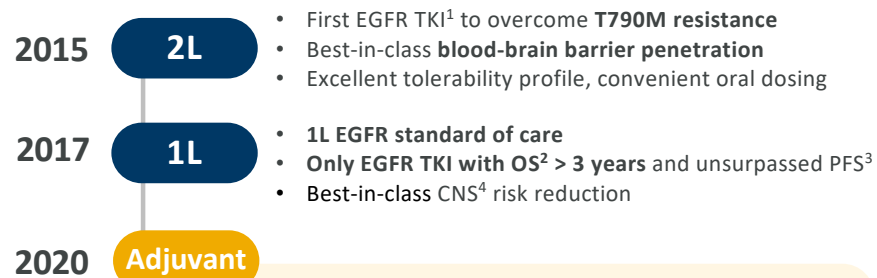 2015 2L
• First EGFR TKI¹ to overcome T790M resistance
• Best-in-class blood-brain barrier penetration
• Excellent tolerability profile, convenient oral dosing
2017 1L
• 1L EGFR standard of care
• Only EGFR TKI with OS² > 3 years and unsurpassed PFS³
• Best-in-class CNS⁴ risk reduction
2020 Adjuvant